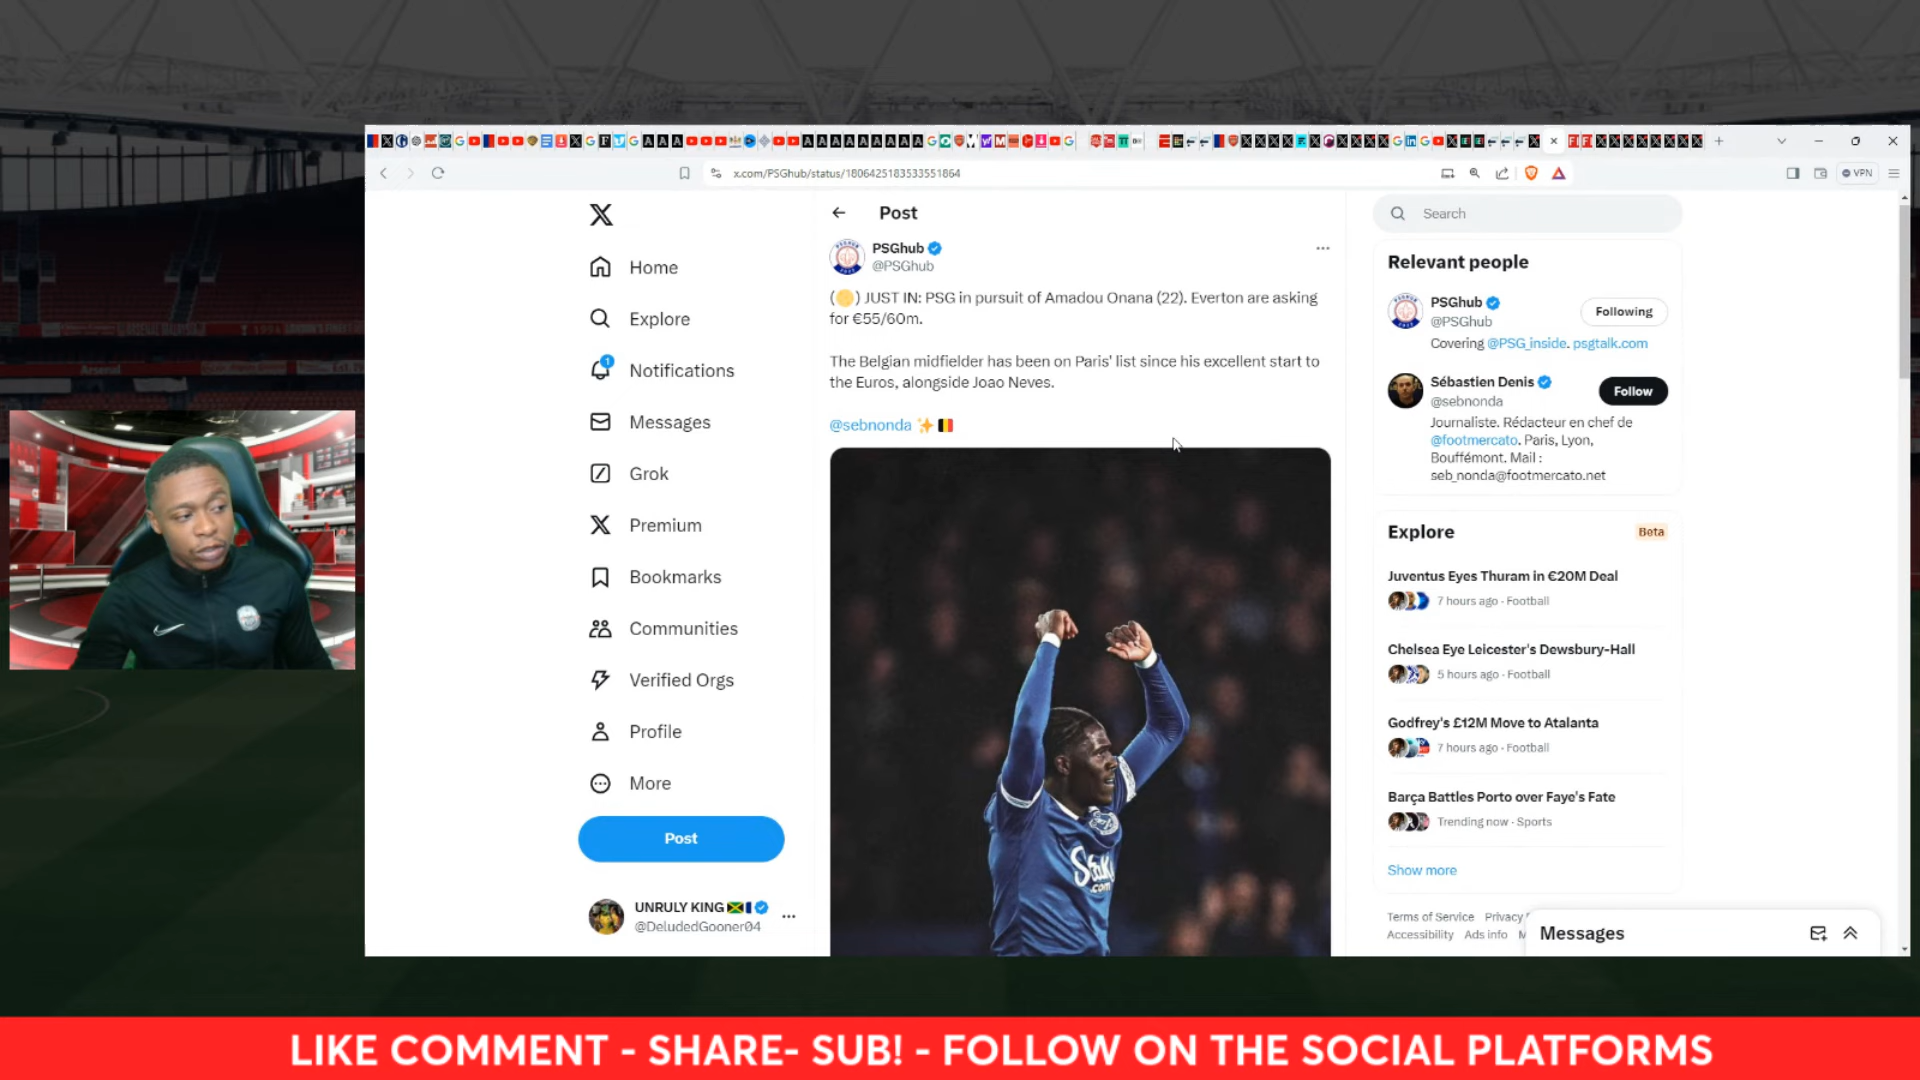 x.com/PSGhub/status/1806425183533551864
VPN
Home
Explore
Notifications
1
Messages
Grok
Premium
Bookmarks
Communities
Verified Orgs
Profile
More
Post
UNRULY KING
@DeludedGooner04
Post
PSGhub
@PSGhub
JUST IN: PSG in pursuit of Amadou Onana (22). Everton are asking
for €55/60m.
The Belgian midfielder has been on Paris' list since his excellent start to
the Euros, alongside Joao Neves.
@sebnonda
Stake
.com
Search
Relevant people
PSGhub
@PSGhub
Following
Covering @PSG_inside. psgtalk.com
Sébastien Denis
@sebnonda
Follow
Journaliste. Rédacteur en chef de
@footmercato. Paris, Lyon,
Bouffémont. Mail :
seb_nonda@footmercato.net
Explore
Beta
Juventus Eyes Thuram in €20M Deal
7 hours ago · Football
Chelsea Eye Leicester's Dewsbury-Hall
5 hours ago · Football
Godfrey's £12M Move to Atalanta
7 hours ago · Football
Barça Battles Porto over Faye's Fate
Trending now · Sports
Show more
Terms of Service Privacy
Accessibility Ads info
Messages
Arsenal
LIKE COMMENT - SHARE- SUB! - FOLLOW ON THE SOCIAL PLATFORMS